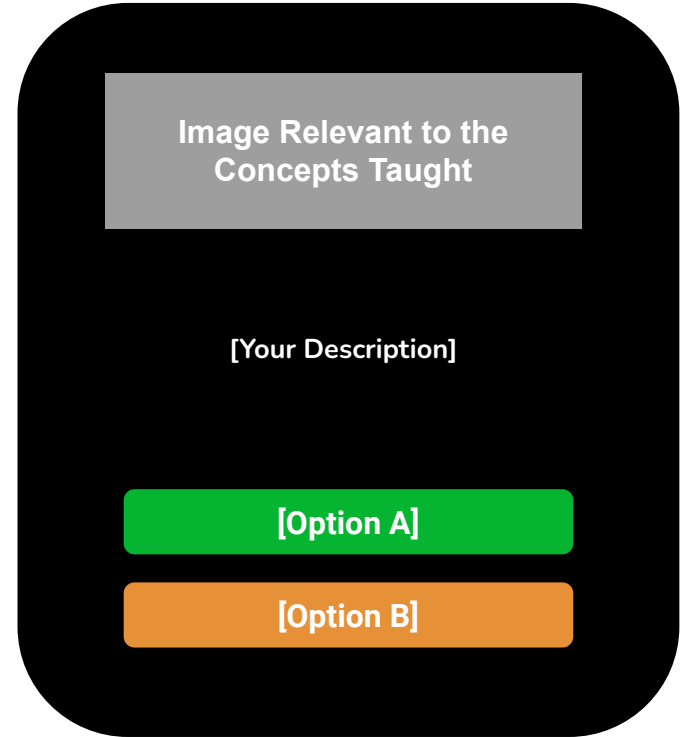 Image Relevant to the
Concepts Taught
[Your Description]
[Option A]
[Option B]